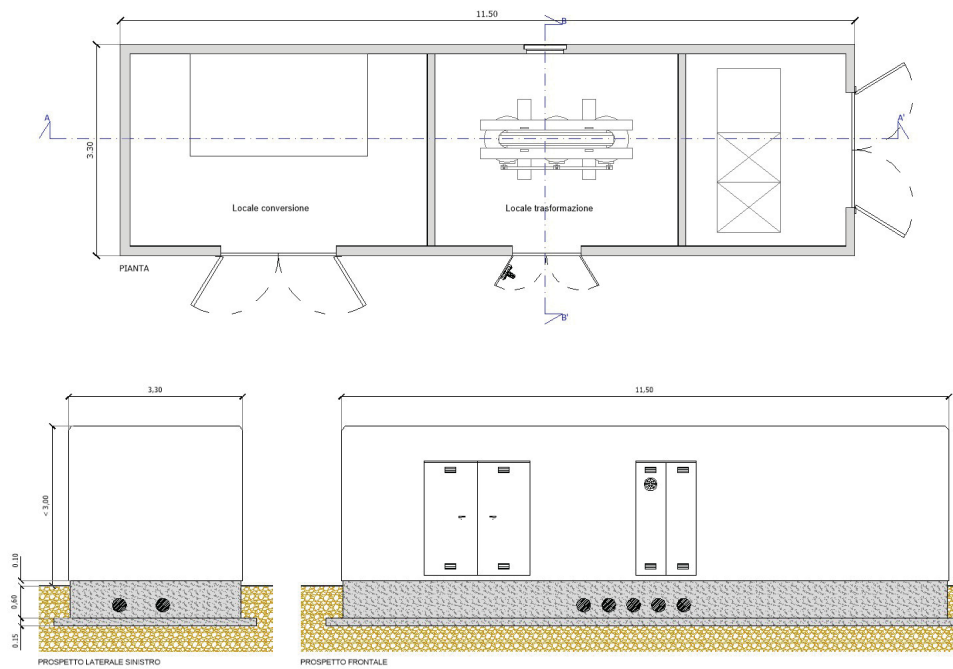 11.50
B
3.30
A
A'
Locale conversione
Locale trasformazione
PIANTA
B'
3,30
11,50
< 3,00
0.10
0.60
0.15
PROSPETTO LATERALE SINISTRO
PROSPETTO FRONTALE